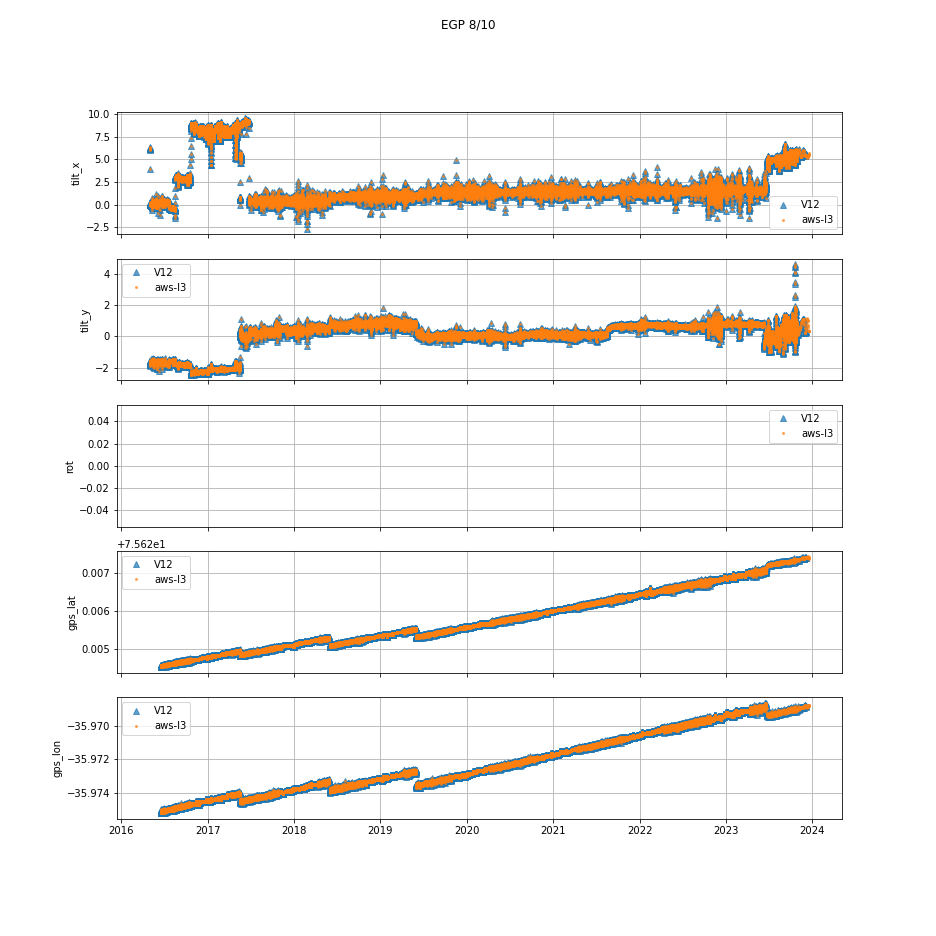 EGP 8/10
10.0
7.5
5.0
2.5
0.0
−2.5
tilt_x
V12
aws-l3
4
2
0
−2
tilt_y
V12
aws-l3
0.04
0.02
0.00
−0.02
−0.04
rot
V12
aws-l3
+7.562e1
0.007
0.006
0.005
gps_lat
V12
aws-l3
−35.970
−35.972
−35.974
gps_lon
V12
aws-l3
2016 2017 2018 2019 2020 2021 2022 2023 2024